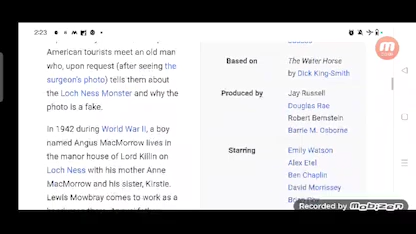 2:23
American tourists meet an old man
who, upon request (after seeing the
surgeon's photo) tells them about
the Loch Ness Monster and why the
photo is a fake.
In 1942 during World War II, a boy
named Angus MacMorrow lives in
the manor house of Lord Killin on
Loch Ness with his mother Anne
MacMorrow and his sister, Kirstie.
Lewis Mowbray comes to work as a
Based on
The Water Horse
by Dick King-Smith
Produced by
Jay Russell
Douglas Rae
Robert Bernstein
Barrie M. Osborne
Starring
Emily Watson
Alex Etel
Ben Chaplin
David Morrissey
Recorded by Mobizen